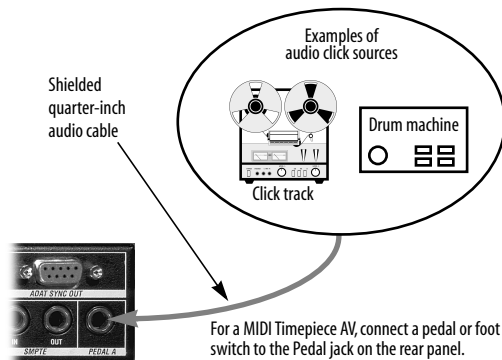 Examples of
audio click sources
Shielded
quarter-inch
audio cable
Drum machine
Click track
ADAT SYNC OUT
IN
OUT
SMPTE
PEDAL A
For a MIDI Timepiece AV, connect a pedal or foot
switch to the Pedal jack on the rear panel.